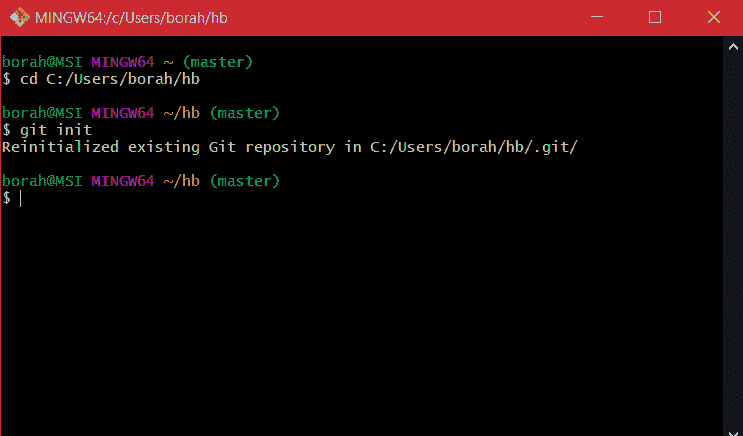 MINGW64:/c/Users/borah/hb
borah@MSI MINGW64 ~ (master)
$ cd C:/Users/borah/hb
borah@MSI MINGW64 ~/hb (master)
$ git init
Reinitialized existing Git repository in C:/Users/borah/hb/.git/
borah@MSI MINGW64 ~/hb (master)
$